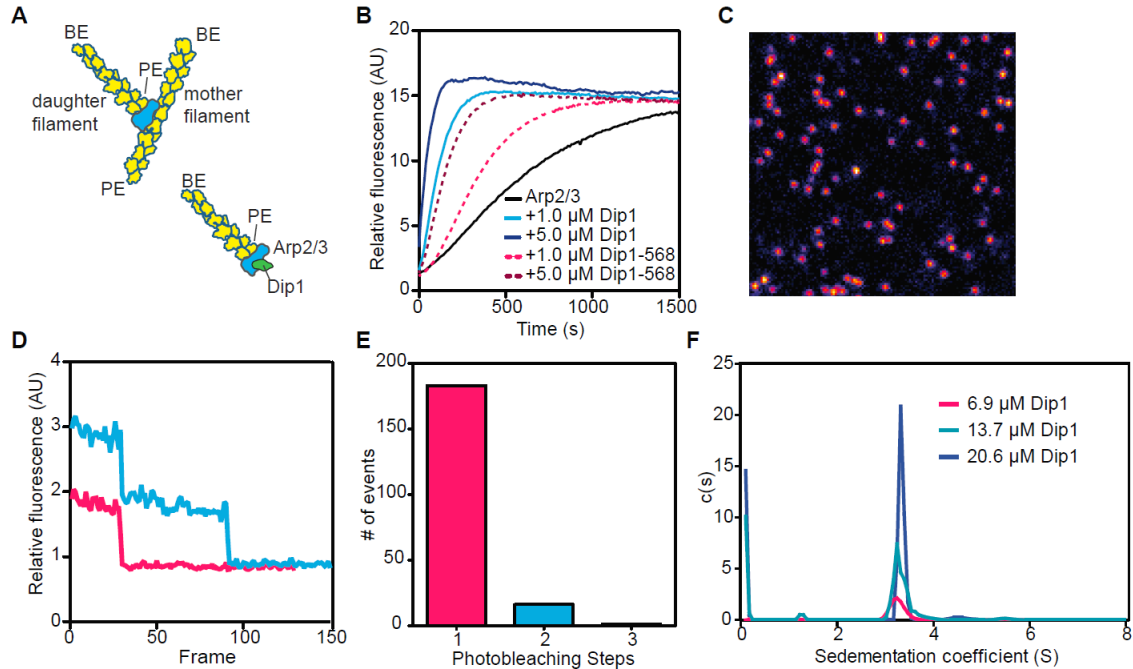 A
BE
BE
PE
daughter
filament
mother
filament
PE
BE
PE
Arp2/3
Dip1
B
Relative fluorescence (AU)
20
15
10
5
0
Arp2/3
+1.0 µM Dip1
+5.0 µM Dip1
+1.0 µM Dip1-568
+5.0 µM Dip1-568
0
500
1000
1500
Time (s)
C
D
Relative fluorescence (AU)
4
3
2
1
0
0
50
100
150
Frame
E
# of events
200
150
100
50
0
1
2
3
Photobleaching Steps
F
c(s)
25
20
15
10
5
0
6.9 µM Dip1
13.7 µM Dip1
20.6 µM Dip1
0
2
4
6
8
Sedementation coefficient (S)